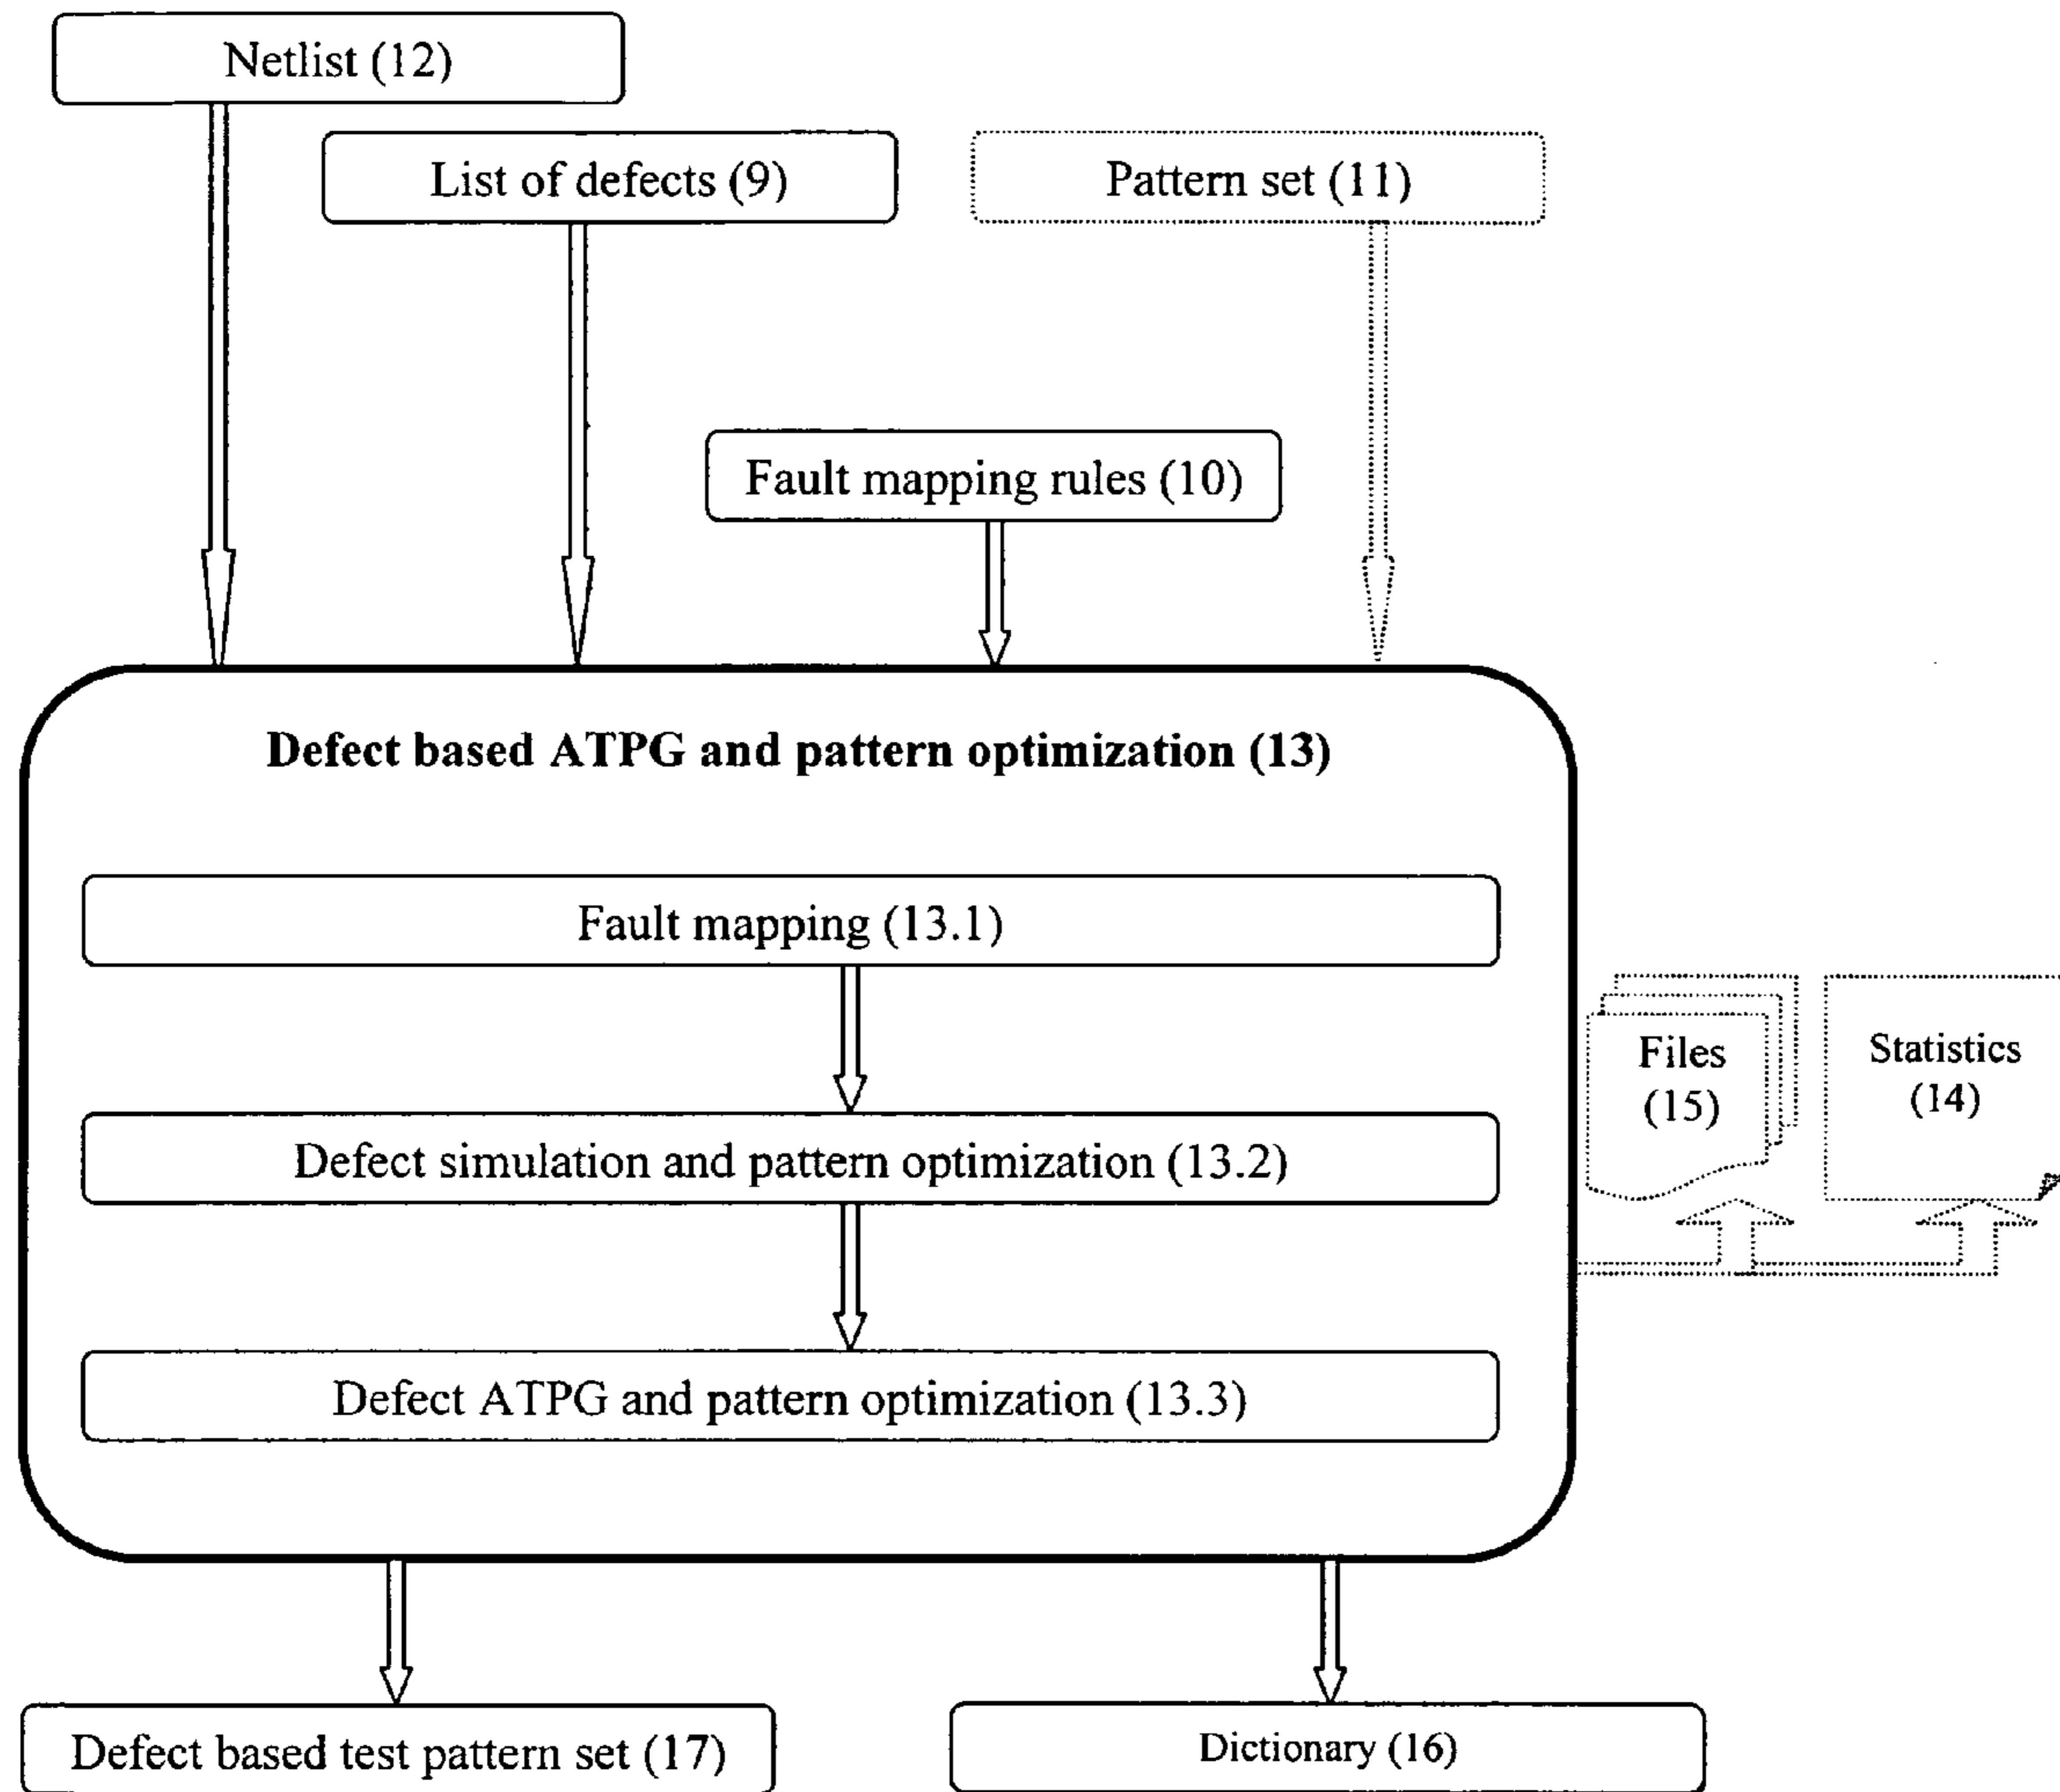 Netlist (12)
List of defects (9)
Pattern set (11)
Fault mapping rules (10)
Defect based ATPG and pattern optimization (13)
Fault mapping (13.1)
Defect simulation and pattern optimization (13.2)
Defect ATPG and pattern optimization (13.3)
Files
(15)
Statistics
(14)
Defect based test pattern set (17)
Dictionary (16)